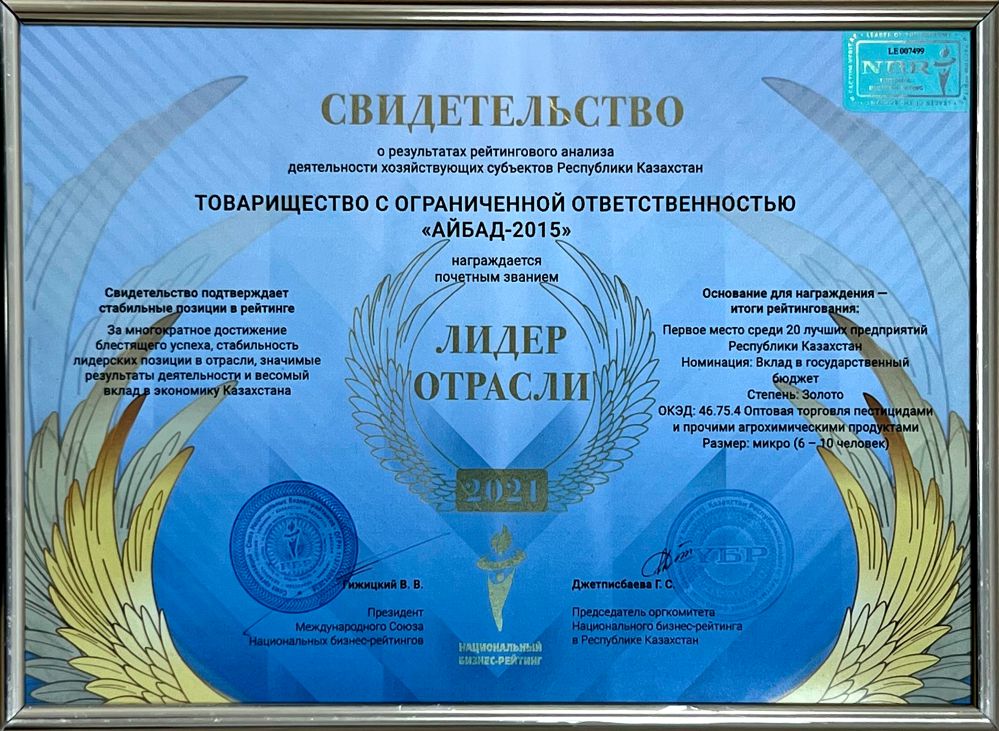 LE 007499
NBR
СВИДЕТЕЛЬСТВО
о результатах рейтингового анализа
деятельности хозяйствующих субъектов Республики Казахстан
ТОВАРИЩЕСТВО С ОГРАНИЧЕННОЙ ОТВЕТСТВЕННОСТЬЮ
«АЙБАД-2015»
награждается
почетным званием
Свидетельство подтверждает
стабильные позиции в рейтинге
За многократное достижение
блестящего успеха, стабильность
лидерских позиции в отрасли, значимые
результаты деятельности и весомый
вклад в экономику Казахстана
ЛИДЕР
ОТРАСЛИ
2021
Основание для награждения —
итоги рейтингования:
Первое место среди 20 лучших предприятий
Республики Казахстан
Номинация: Вклад в государственный
бюджет
Степень: Золото
ОКЭД: 46.75.4 Оптовая торговля пестицидами
и прочими агрохимическими продуктами
Размер: микро (6 – 10 человек)
В. В.
Президент
Международного Союза
Национальных бизнес-рейтингов
УБР
Джетписбаева Г. С.
Председатель оргкомитета
Национального бизнес-рейтинга
в Республике Казахстан
НАЦИОНАЛЬНЫЙ
БИЗНЕС-РЕЙТИНГ